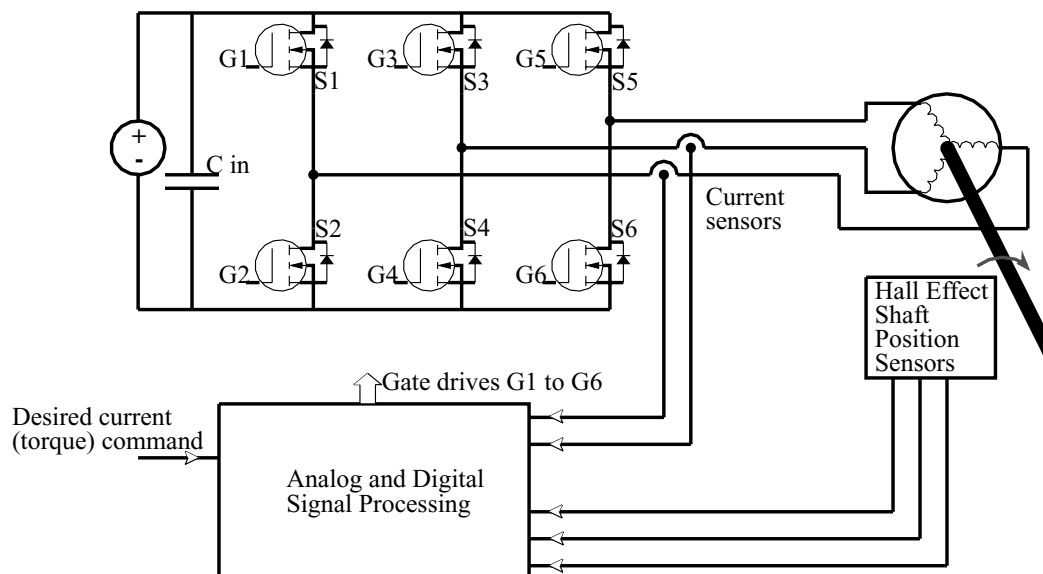 G1
S1
G3
S3
G5
S5
+
-
C in
Current
sensors
S2
G2
S4
G4
S6
G6
Hall Effect
Shaft
Position
Sensors
Gate drives G1 to G6
Desired current
(torque) command
Analog and Digital
Signal Processing